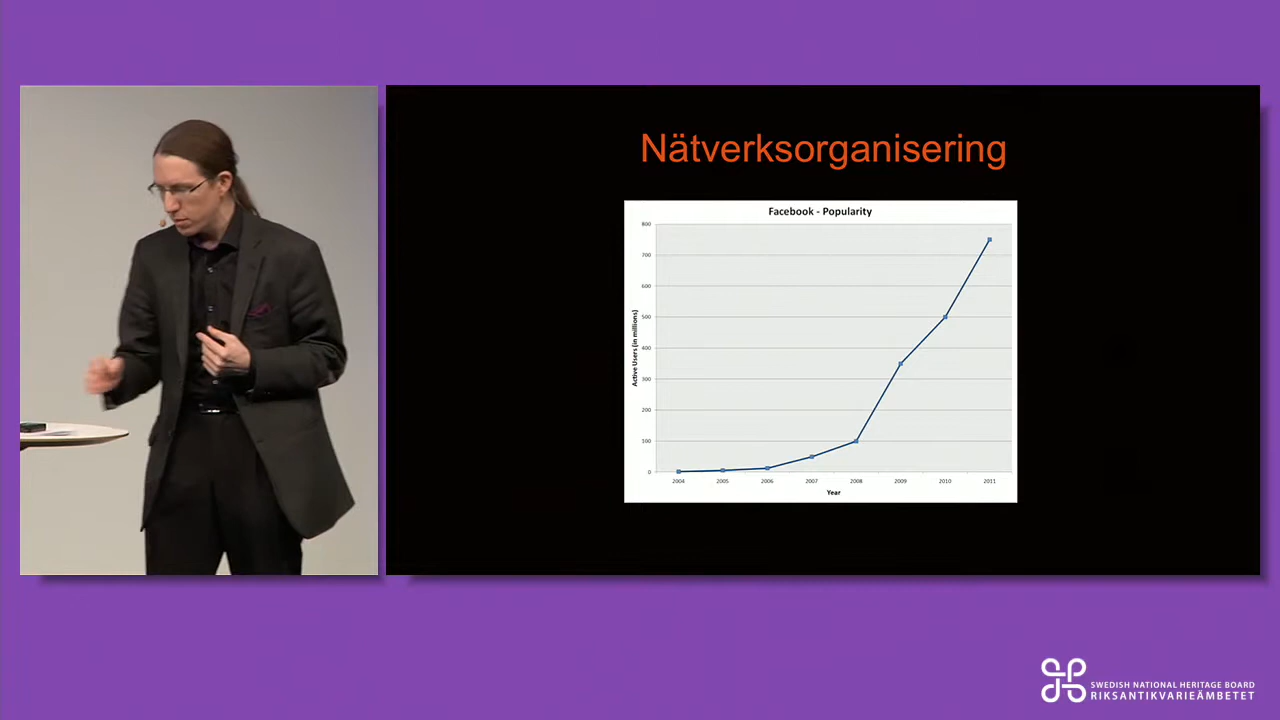 Nätverksorganisering
Facebook - Popularity
800
700
600
500
400
300
200
100
0
Active Users (in millions)
2004 2005 2006 2007 2008 2009 2010 2011
Year
SWEDISH NATIONAL HERITAGE BOARD
RIKSANTIKVARIEÄMBETET